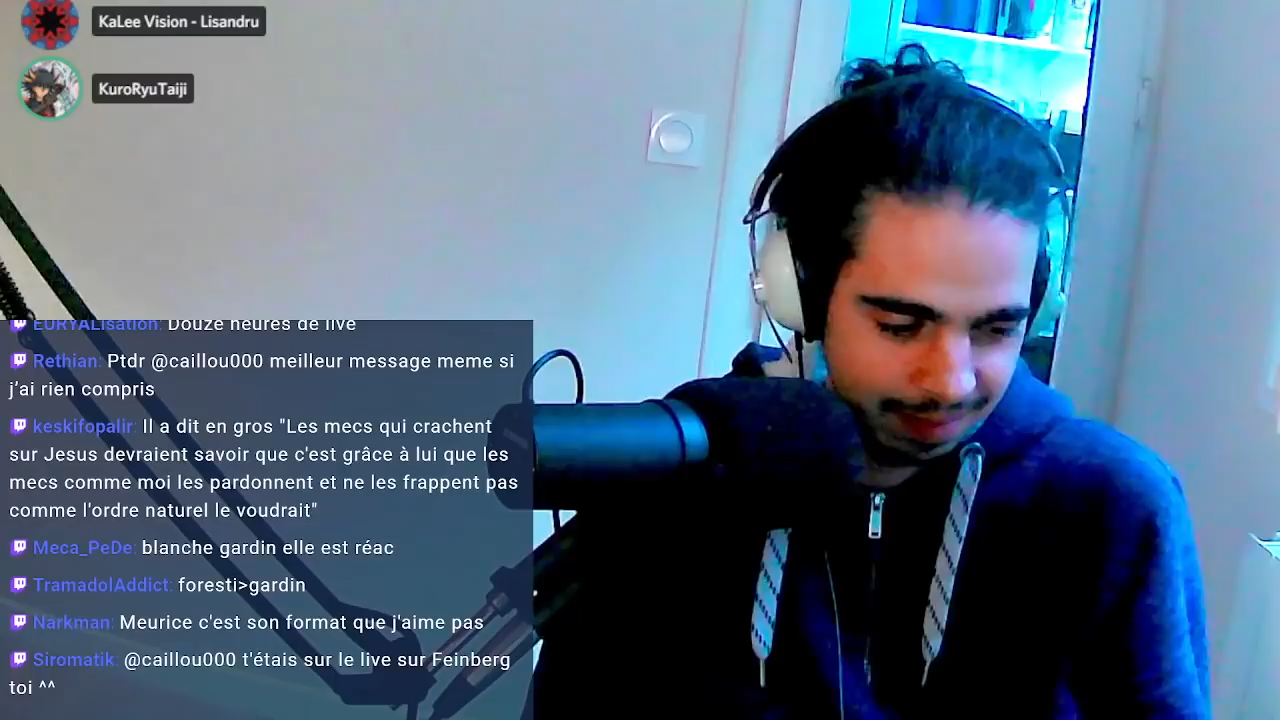 KaLee Vision - Lisandru
KuroRyuTaiji
EURYALisation: Douze heures de live
Rethian: Ptdr @caillou000 meilleur message meme si
j'ai rien compris
keskifopalir: Il a dit en gros "Les mecs qui crachent
sur Jesus devraient savoir que c'est grâce à lui que les
mecs comme moi les pardonnent et ne les frappent pas
comme l'ordre naturel le voudrait"
Meca_PeDe: blanche gardin elle est réac
TramadolAddict: foresti>gardin
Narkman: Meurice c'est son format que j'aime pas
Siromatik: @caillou000 t'étais sur le live sur Feinberg
toi ^^